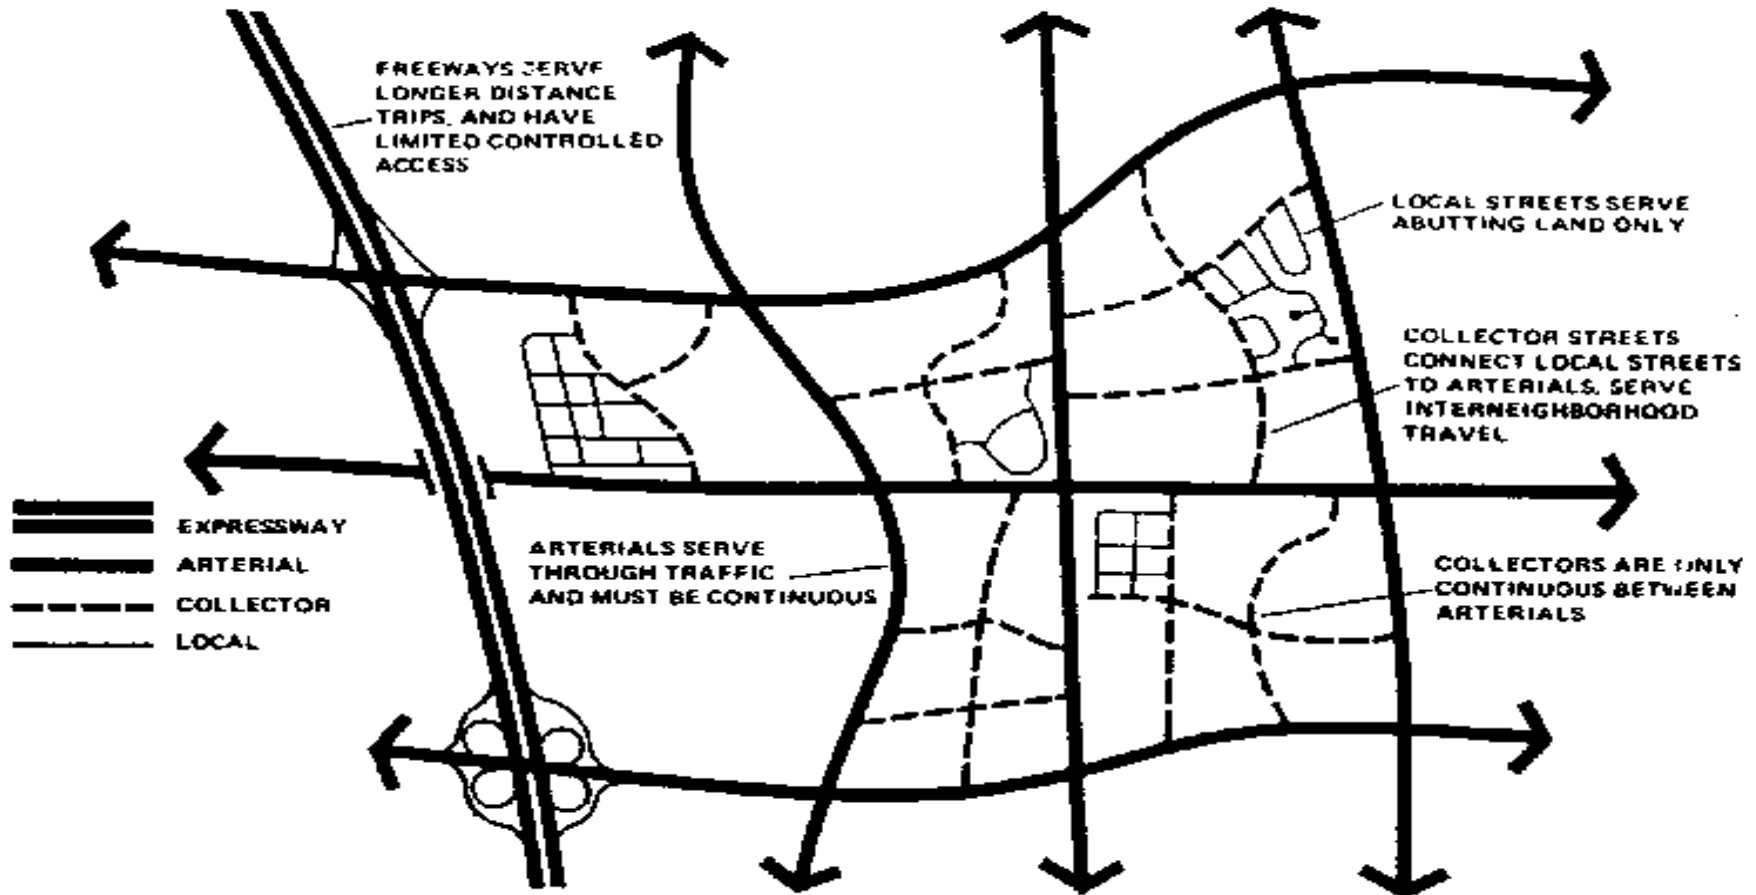 FREEWAYS SERVE
LONGER DISTANCE
TRIPS, AND HAVE
LIMITED CONTROLLED
ACCESS
LOCAL STREETS SERVE
ABUTTING LAND ONLY
COLLECTOR STREETS
CONNECT LOCAL STREETS
TO ARTERIALS, SERVE
INTERNEIGHBORHOOD
TRAVEL
EXPRESSWAY
ARTERIAL
COLLECTOR
LOCAL
ARTERIALS SERVE
THROUGH TRAFFIC
AND MUST BE CONTINUOUS
COLLECTORS ARE ONLY
CONTINUOUS BETWEEN
ARTERIALS